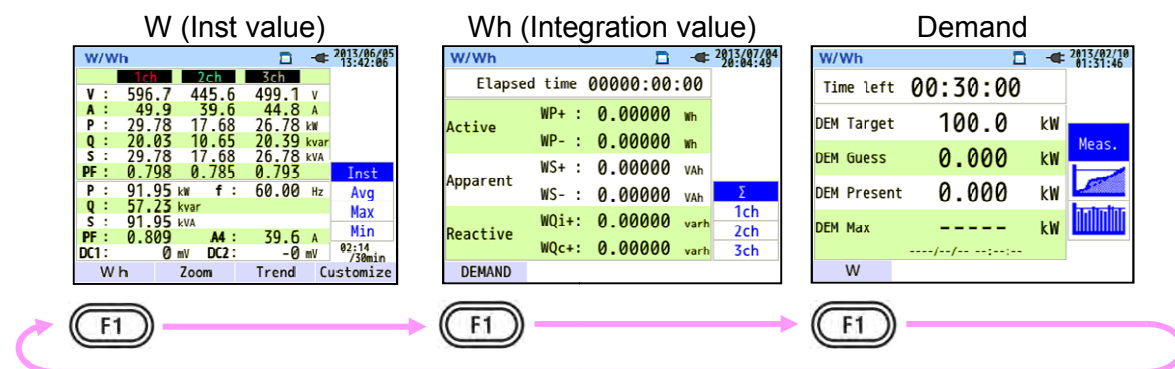 W (Inst value)
W/Wh 2013/06/05 13:42:06
1ch 2ch 3ch
V : 596.7 445.6 499.1 V
A : 49.9 39.6 44.8 A
P : 29.78 17.68 26.78 kW
Q : 20.03 10.65 20.39 kvar
S : 29.78 17.68 26.78 kVA
PF : 0.798 0.785 0.793
P : 91.95 kW f : 60.00 Hz
Q : 57.23 kvar
S : 91.95 kVA
PF : 0.809 A4 : 39.6 A
DC1: 0 mV DC2: -0 mV
Inst
Avg
Max
Min
02:14
/30min
W h Zoom Trend Customize
F1
Wh (Integration value)
W/Wh 2013/07/04 20:04:49
Elapsed time 00000:00:00
Active
WP+ : 0.00000 Wh
WP- : 0.00000 Wh
Apparent
WS+ : 0.00000 VAh
WS- : 0.00000 VAh
Reactive
WQi+: 0.00000 varh
WQc+: 0.00000 varh
Σ
1ch
2ch
3ch
DEMAND
F1
Demand
W/Wh 2013/02/10 01:31:46
Time left 00:30:00
DEM Target 100.0 kW
DEM Guess 0.000 kW
DEM Present 0.000 kW
DEM Max ----- kW
----/--/-- --:--:--
Meas.
W
F1